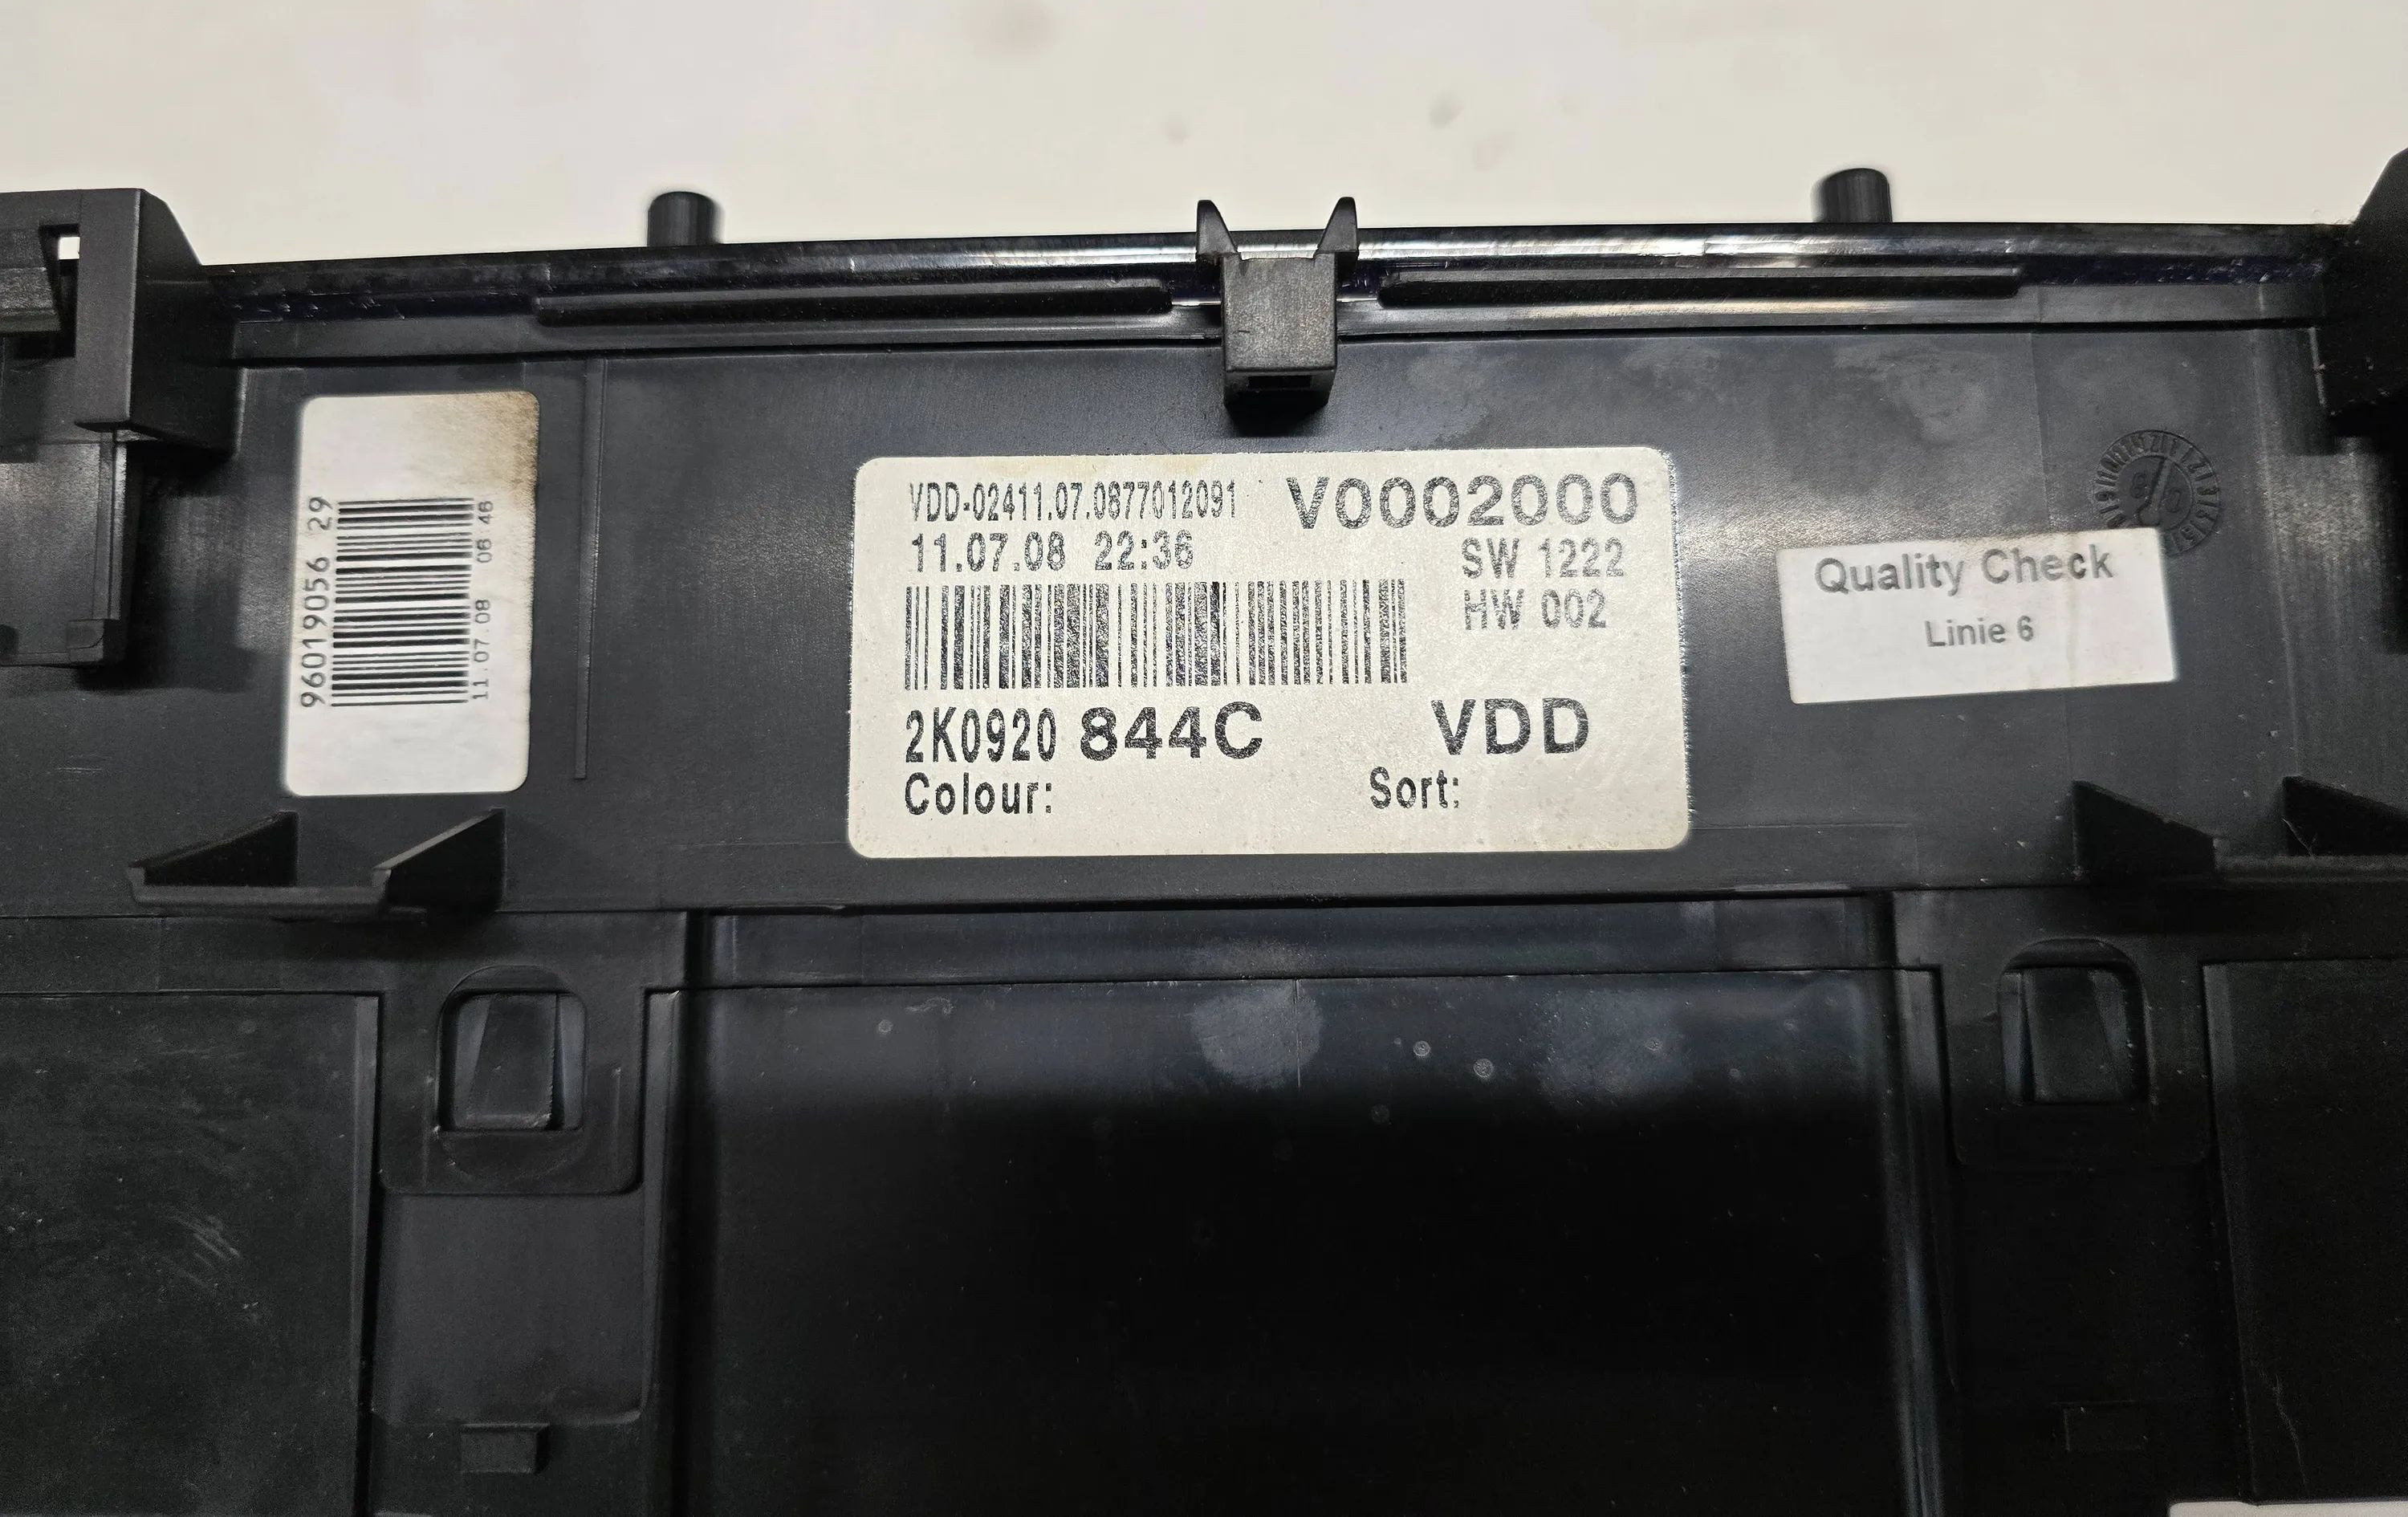 96019056 29
11.07.08 08 46
VDD-02411.07.0877012091 V0002000
11.07.08 22:36 SW 1222
HW 002
2K0920 844C VDD
Colour: Sort:
Quality Check
Linie 6